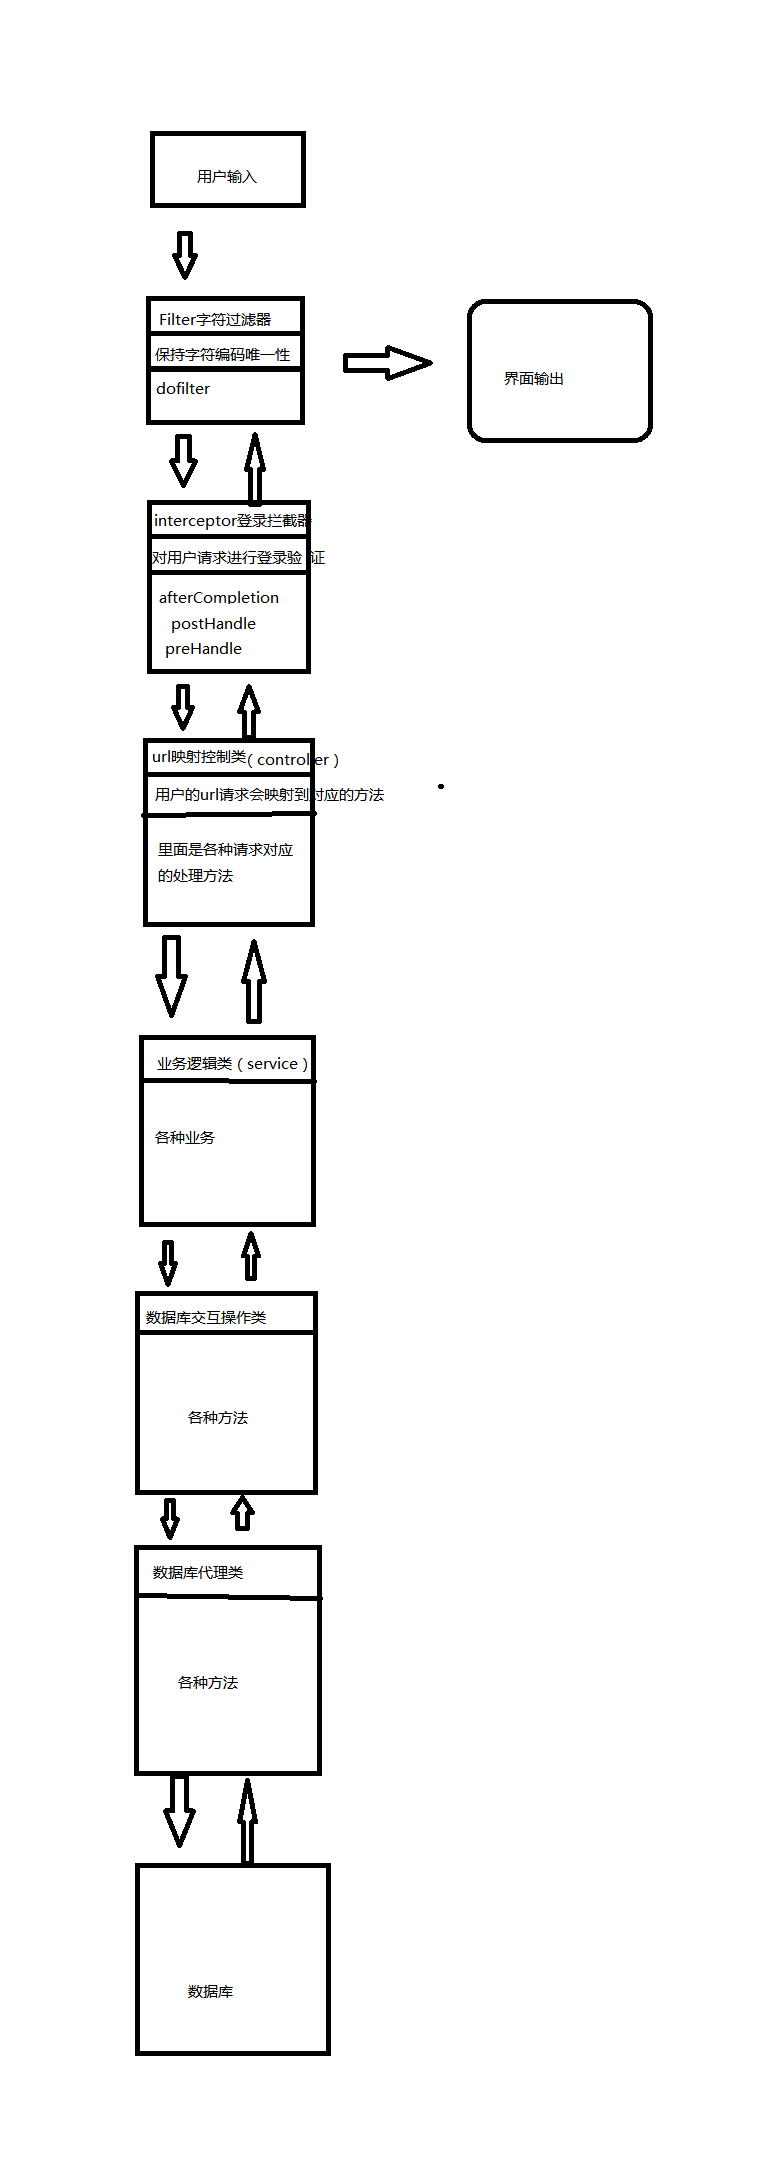 用户输入
Filter字符过滤器
保持字符编码唯一性
dofilter
界面输出
interceptor登录拦截器
对用户请求进行登录验 证
afterCompletion
postHandle
preHandle
url映射控制类(controller)
用户的url请求会映射到对应的方法
里面是各种请求对应
的处理方法
业务逻辑类(service)
各种业务
数据库交互操作类
各种方法
数据库代理类
各种方法
数据库